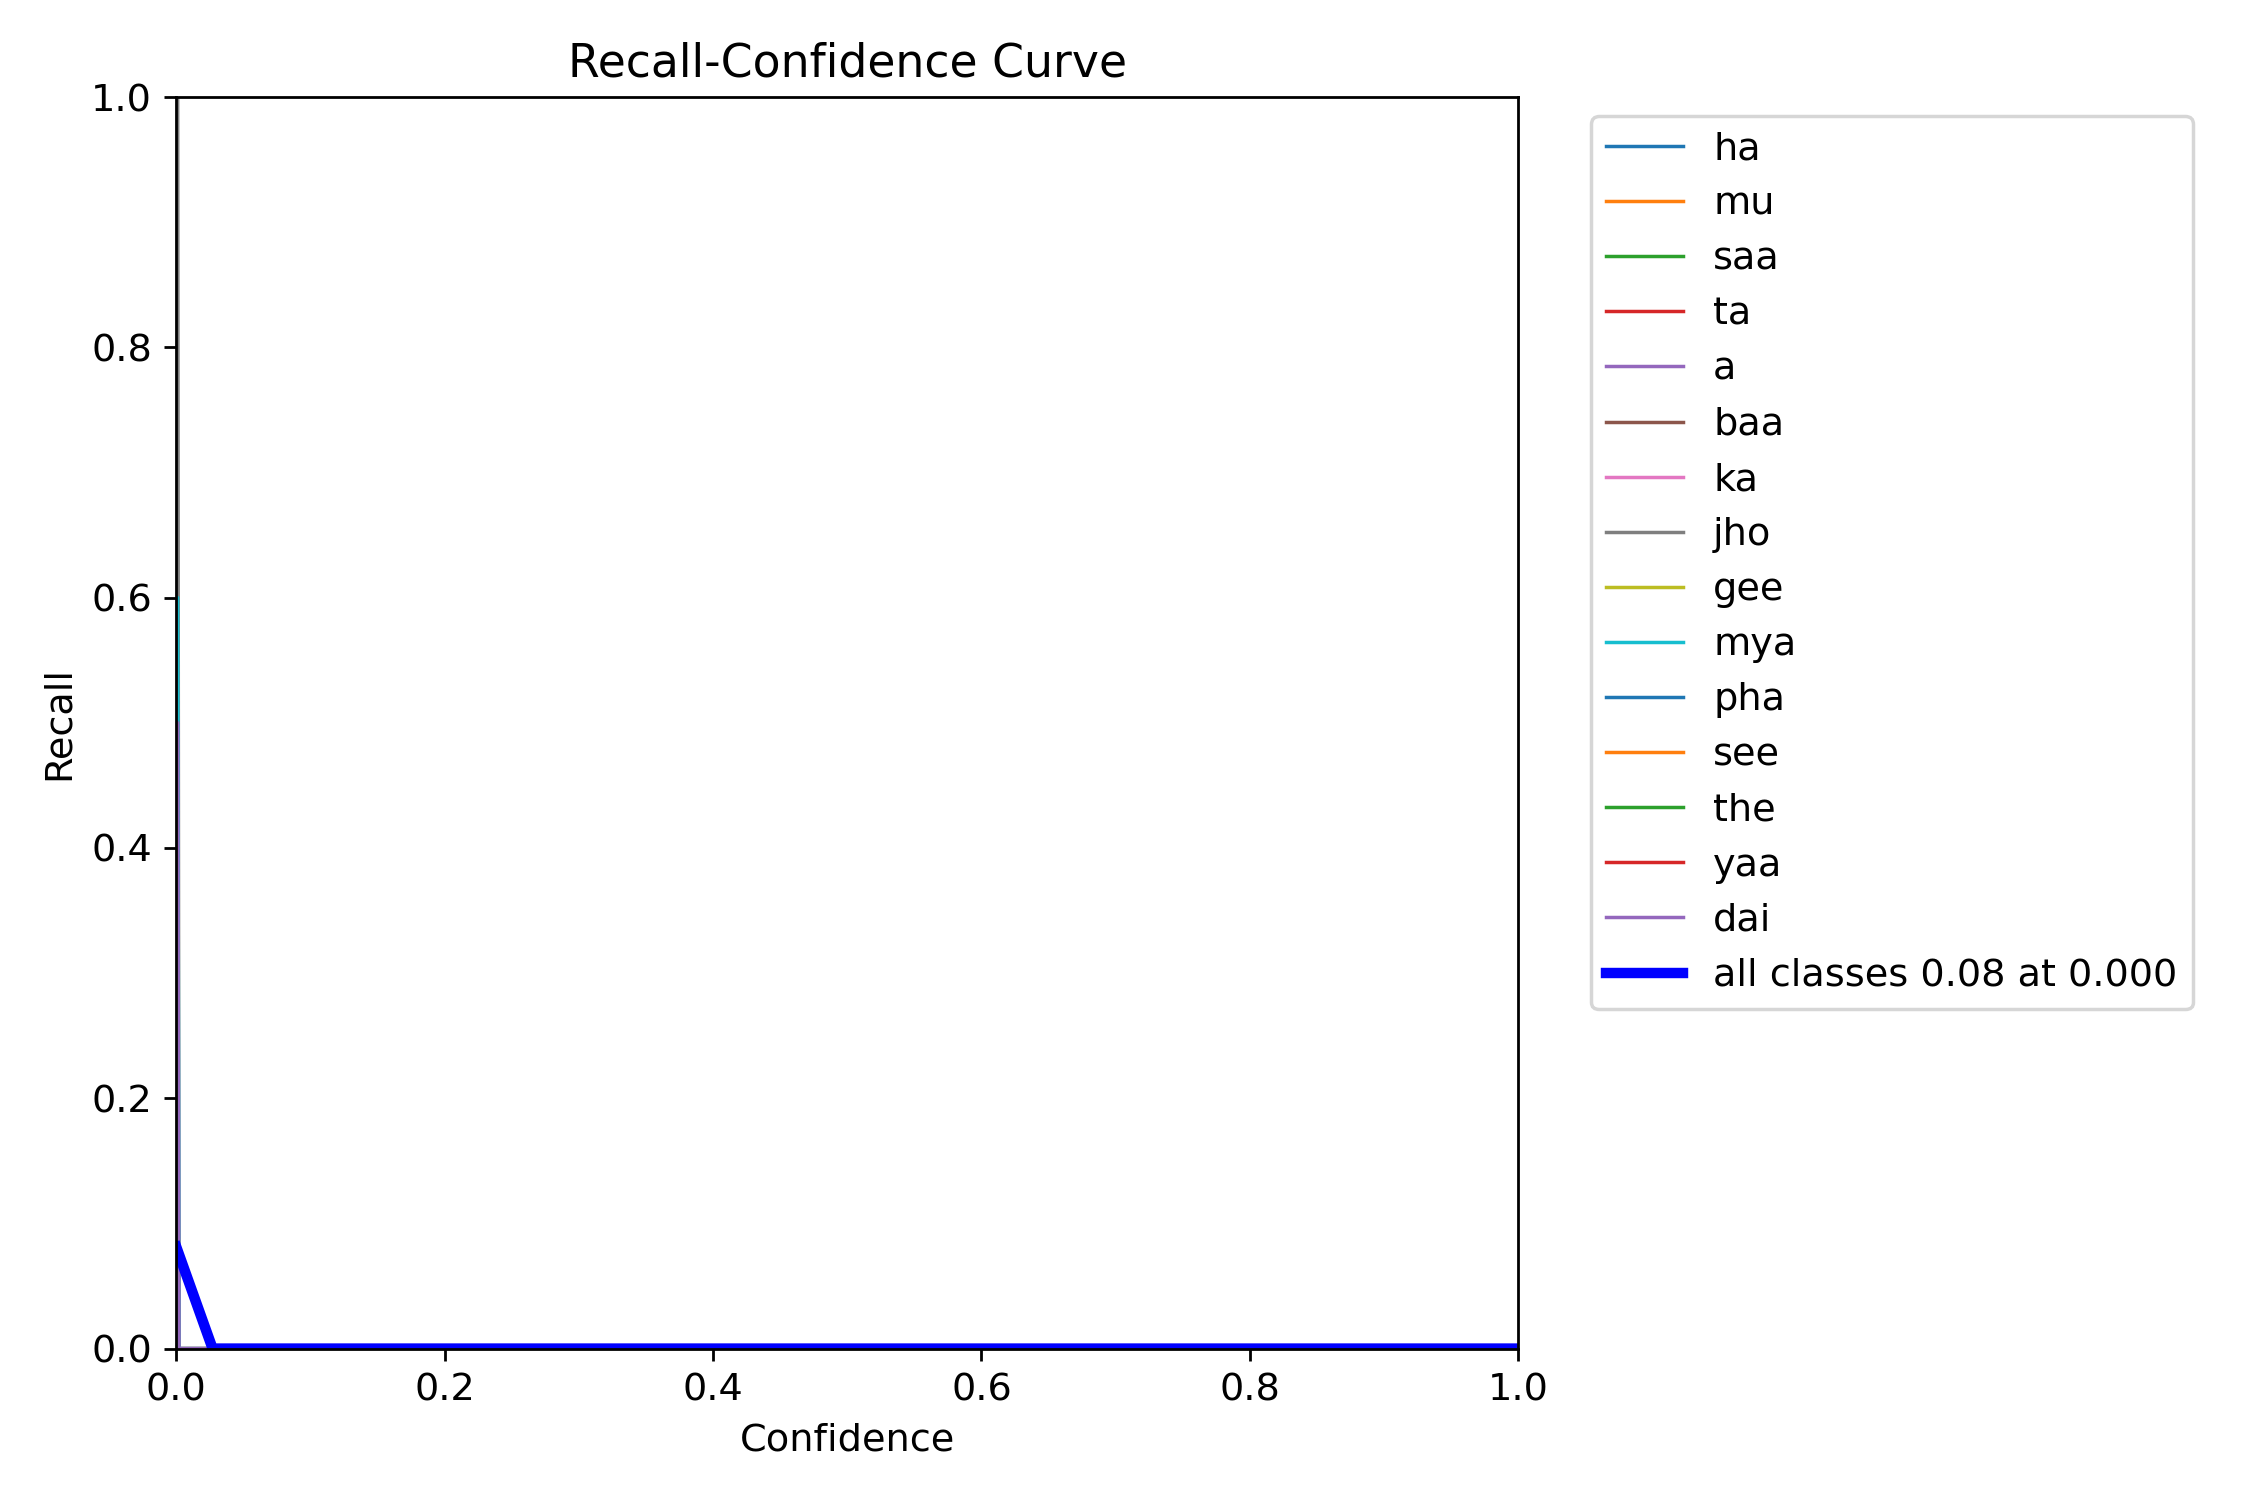 Recall-Confidence Curve
1.0
0.8
0.6
0.4
0.2
0.0
Recall
0.0 0.2 0.4 0.6 0.8 1.0
Confidence
ha
mu
saa
ta
a
baa
ka
jho
gee
mya
pha
see
the
yaa
dai
all classes 0.08 at 0.000